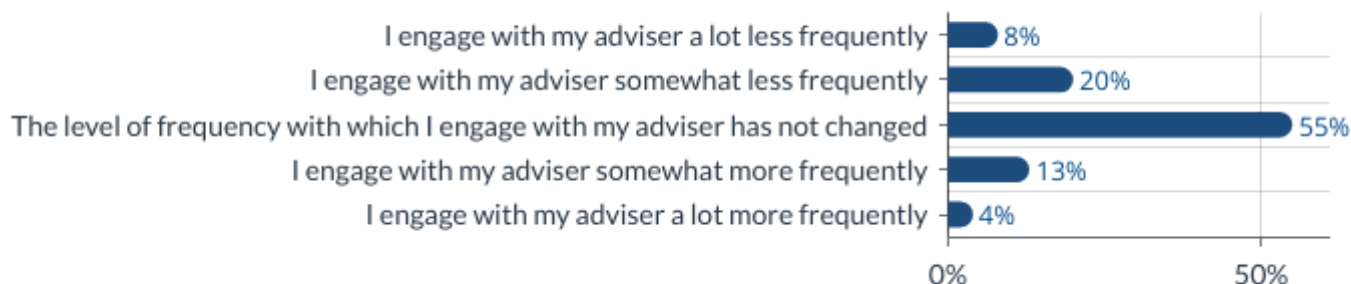 I engage with my adviser a lot less frequently 8%
I engage with my adviser somewhat less frequently 20%
The level of frequency with which I engage with my adviser has not changed 55%
I engage with my adviser somewhat more frequently 13%
I engage with my adviser a lot more frequently 4%
0% 50%